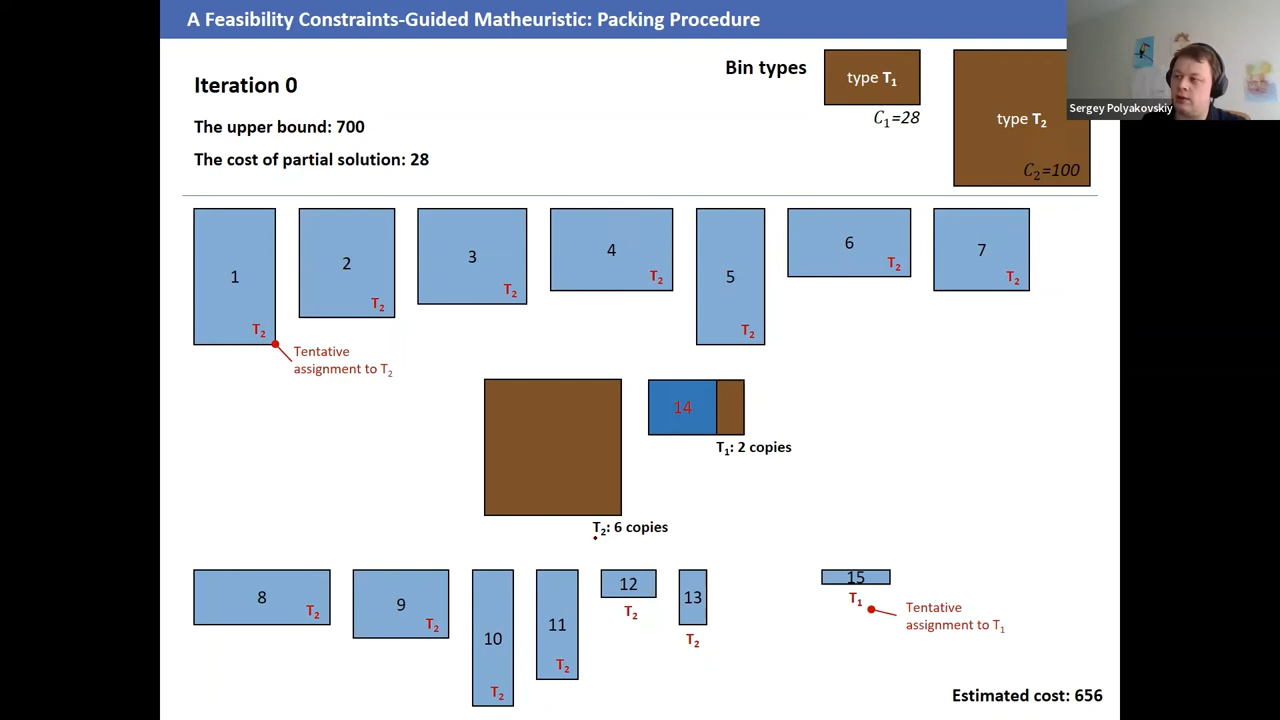 A Feasibility Constraints-Guided Matheuristic: Packing Procedure
Iteration 0
The upper bound: 700
The cost of partial solution: 28
Bin types
type T₁
C₁=28
type T₂
C₂=100
Sergey Polyakovskiy
1
T₂
2
T₂
3
T₂
4
T₂
5
T₂
6
T₂
7
T₂
Tentative
assignment to T₂
14
T₁: 2 copies
T₂: 6 copies
8
T₂
9
T₂
10
T₂
11
T₂
12
T₂
13
T₂
15
T₁
Tentative
assignment to T₁
Estimated cost: 656